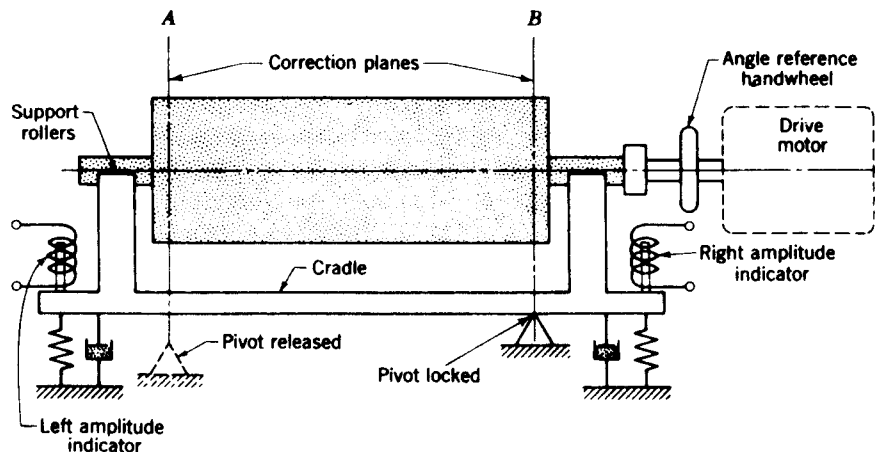 A
B
Correction planes
Angle reference
handwheel
Support
rollers
Drive
motor
Cradle
Right amplitude
indicator
Pivot released
Pivot locked
Left amplitude
indicator